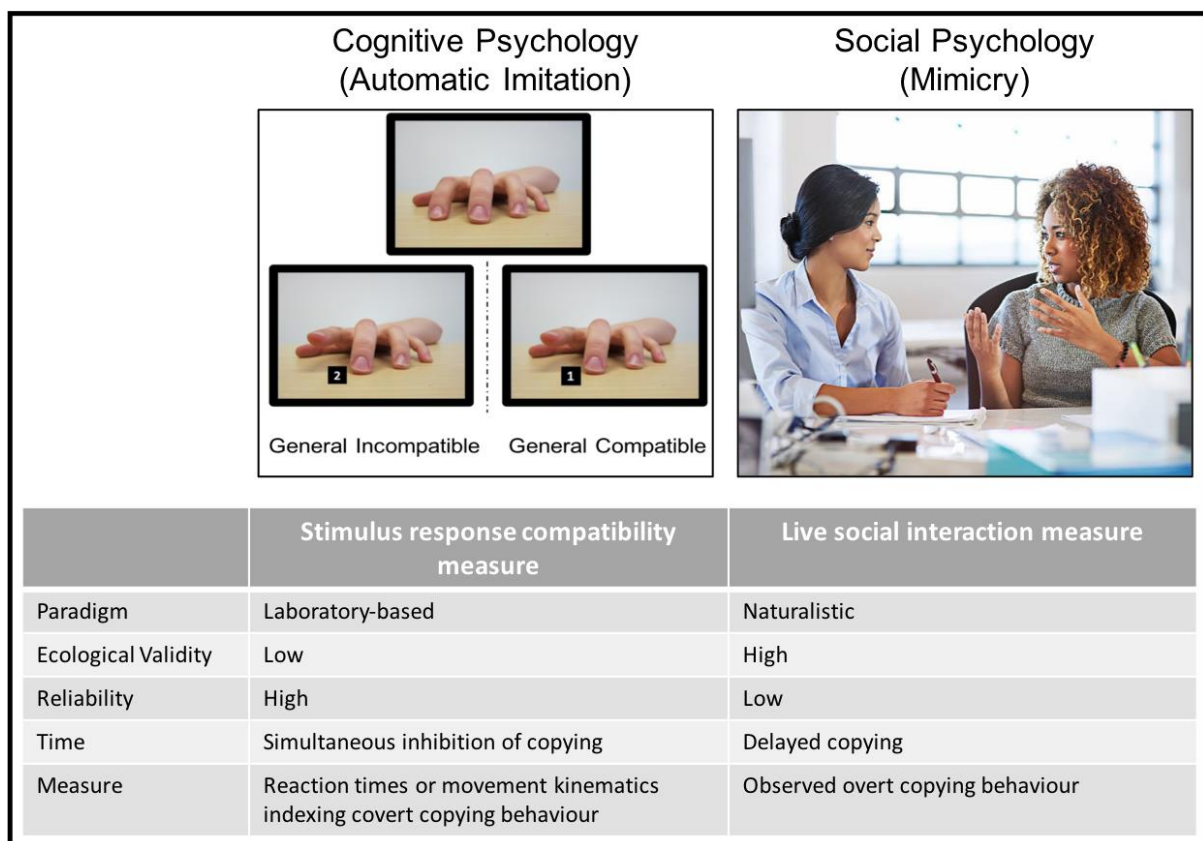 Cognitive Psychology
(Automatic Imitation)
Social Psychology
(Mimicry)
2
1
General Incompatible
General Compatible
Stimulus response compatibility
measure
Live social interaction measure
Paradigm
Laboratory-based
Naturalistic
Ecological Validity
Low
High
Reliability
High
Low
Time
Simultaneous inhibition of copying
Delayed copying
Measure
Reaction times or movement kinematics
indexing covert copying behaviour
Observed overt copying behaviour